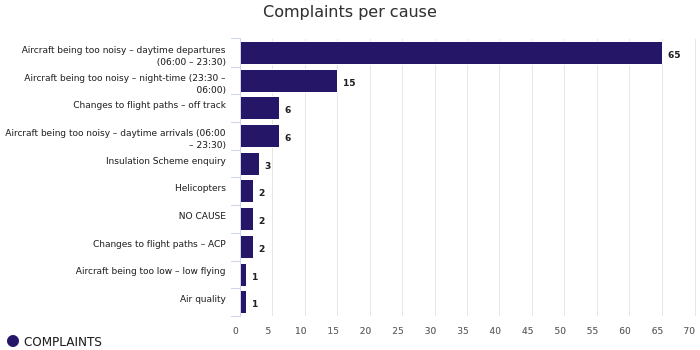 Complaints per cause
Aircraft being too noisy – daytime departures
(06:00 – 23:30)
65
Aircraft being too noisy – night-time (23:30 –
06:00)
15
Changes to flight paths – off track
6
Aircraft being too noisy – daytime arrivals (06:00
– 23:30)
6
Insulation Scheme enquiry
3
Helicopters
2
NO CAUSE
2
Changes to flight paths – ACP
2
Aircraft being too low – low flying
1
Air quality
1
0 5 10 15 20 25 30 35 40 45 50 55 60 65 70
COMPLAINTS